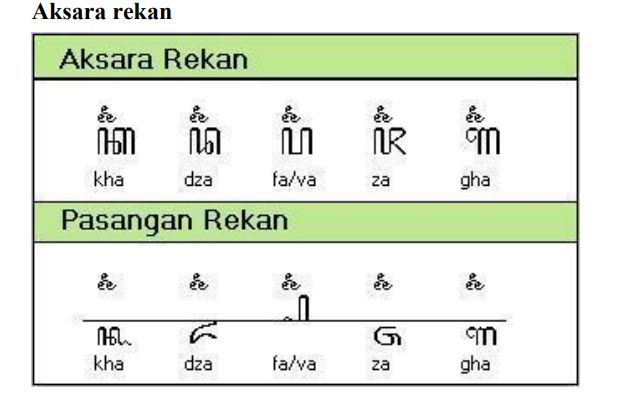 Aksara rekan
Aksara Rekan
ꦏ꦳ ꦢ꦳ ꦥ꦳ ꦗ꦳ ꦒ꦳
kha dza fa/va za gha
Pasangan Rekan
꧀ꦏ꦳ ꧀ꦢ꦳ ꧀ꦥ꦳ ꧀ꦗ꦳ ꧀ꦒ꦳
kha dza fa/va za gha